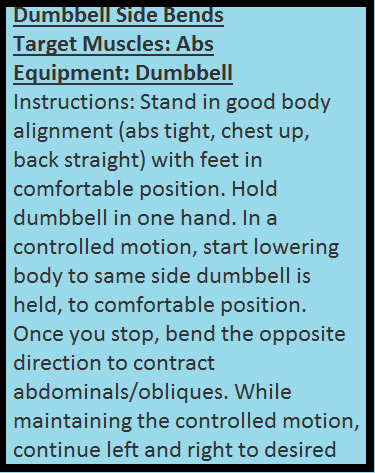 Dumbbell Side Bends
Target Muscles: Abs
Equipment: Dumbbell
Instructions: Stand in good body
alignment (abs tight, chest up,
back straight) with feet in
comfortable position. Hold
dumbbell in one hand. In a
controlled motion, start lowering
body to same side dumbbell is
held, to comfortable position.
Once you stop, bend the opposite
direction to contract
abdominals/obliques. While
maintaining the controlled motion,
continue left and right to desired